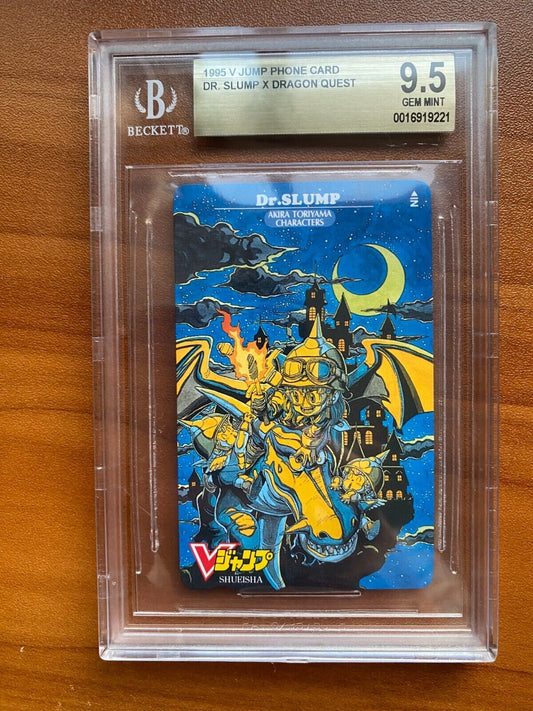 1995 V JUMP PHONE CARD
DR. SLUMP X DRAGON QUEST
9.5
GEM MINT
0016919221
B
BECKETT®
Dr.SLUMP
AKIRA TORIYAMA
CHARACTERS
Vジャンプ
SHUEISHA